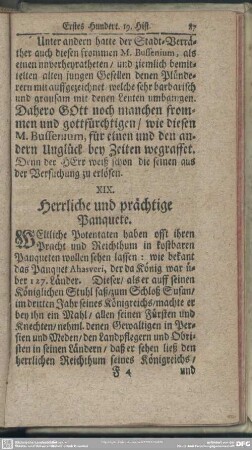 Erstes Hundert. 19. Hist. 87
Unter andern hatte der Stadt-Verrä-
ther auch diesen frommen M. Bussenium, als
einen unverheyratheten / und ziemlich bemit-
telten alten jungen Gesellen denen Plünde-
rern mit auffgezeichnet welche sehr barbarisch
und grausam mit denen Leuten umbgingen.
Dahero GOtt noch manchen from-
men und gottsfürchtigen / wie diesen
M. Bussenium, für einen und den an-
dern Unglück bey Zeiten wegraffet.
Denn der HErr weiß schon die seinen aus
der Versuchung zu erlösen.
XIX.
Herrliche und prächtige
Panquete.
WEltliche Potentaten haben offt ihren
Pracht und Reichthum in kostbaren
Panqueten wollen sehen lassen: wie bekant
das Panquet Ahasveri, der da König war ü-
ber 127. Länder. Dieser / als er auff seinen
Königlichen Stuhl saß / zum Schloß Susan /
im dritten Jahr seines Königreichs / machte er
bey ihn ein Mahl / allen seinen Fürsten und
Knechten / nehml. denen Gewaltigen in Per-
sien und Meden / den Landpflegern und Obri-
sten in seinen Ländern / daß er sehen ließ den
herrlichen Reichthum seines Königreichs /
F 4 und